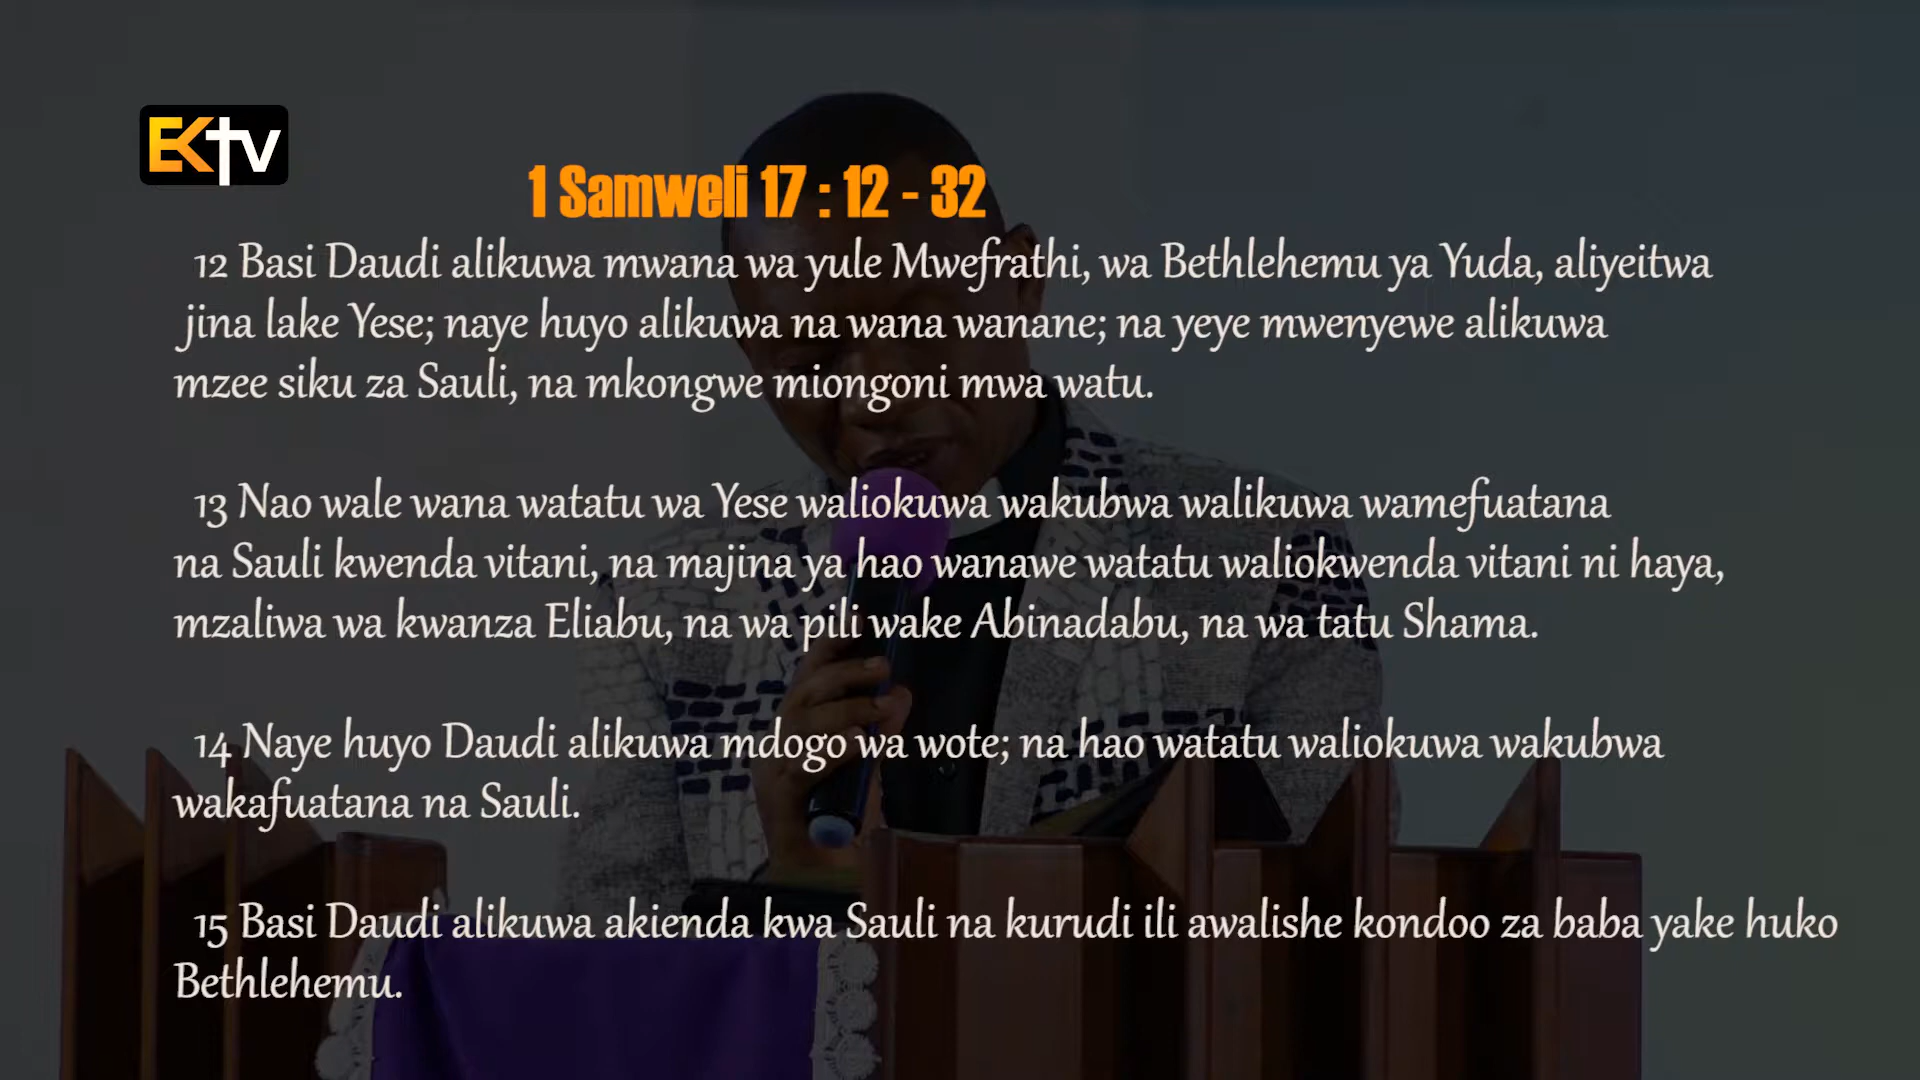 EKTV
1 Samweli 17 : 12 - 32
12 Basi Daudi alikuwa mwana wa yule Mwefrathi, wa Bethlehemu ya Yuda, aliyeitwa
jina lake Yese; naye huyo alikuwa na wana wanane; na yeye mwenyewe alikuwa
mzee siku za Sauli, na mkongwe miongoni mwa watu.
13 Nao wale wana watatu wa Yese waliokuwa wakubwa walikuwa wamefuatana
na Sauli kwenda vitani, na majina ya hao wanawe watatu waliokwenda vitani ni haya,
mzaliwa wa kwanza Eliabu, na wa pili wake Abinadabu, na wa tatu Shama.
14 Naye huyo Daudi alikuwa mdogo wa wote; na hao watatu waliokuwa wakubwa
wakafuatana na Sauli.
15 Basi Daudi alikuwa akienda kwa Sauli na kurudi ili awalishe kondoo za baba yake huko
Bethlehemu.